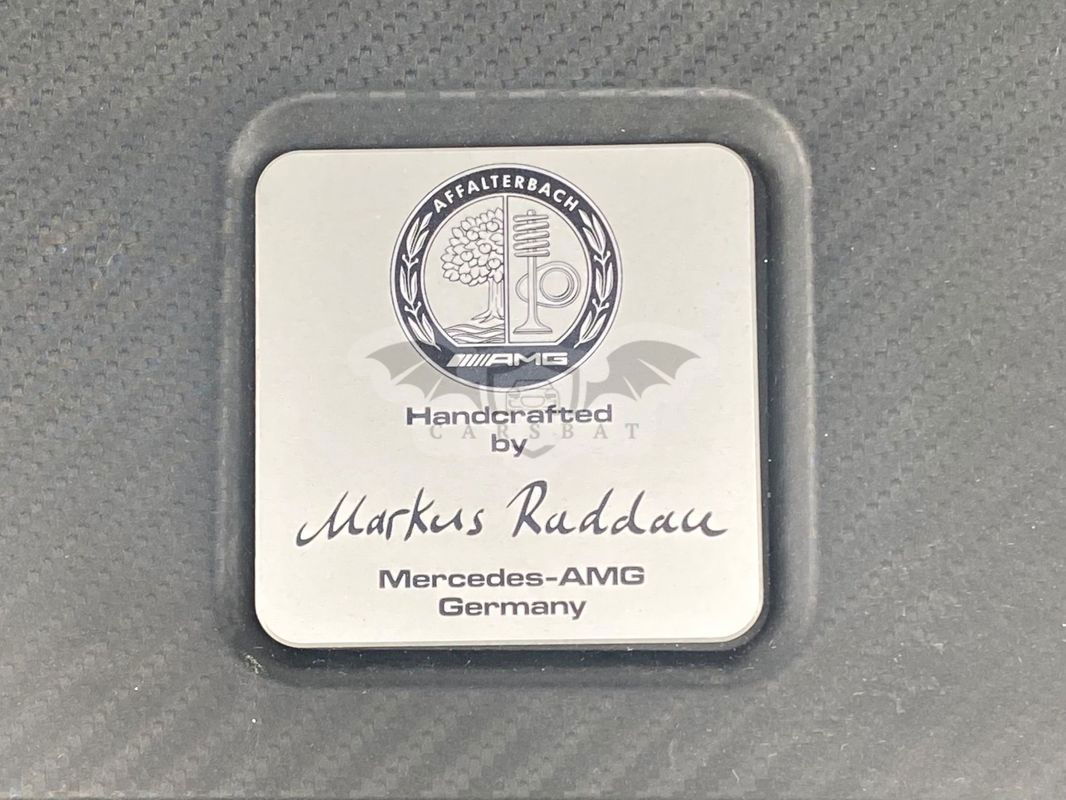 AFFALTERBACH
AMG
Handcrafted
CARSBAT
by
Markus Raddau
Mercedes-AMG
Germany